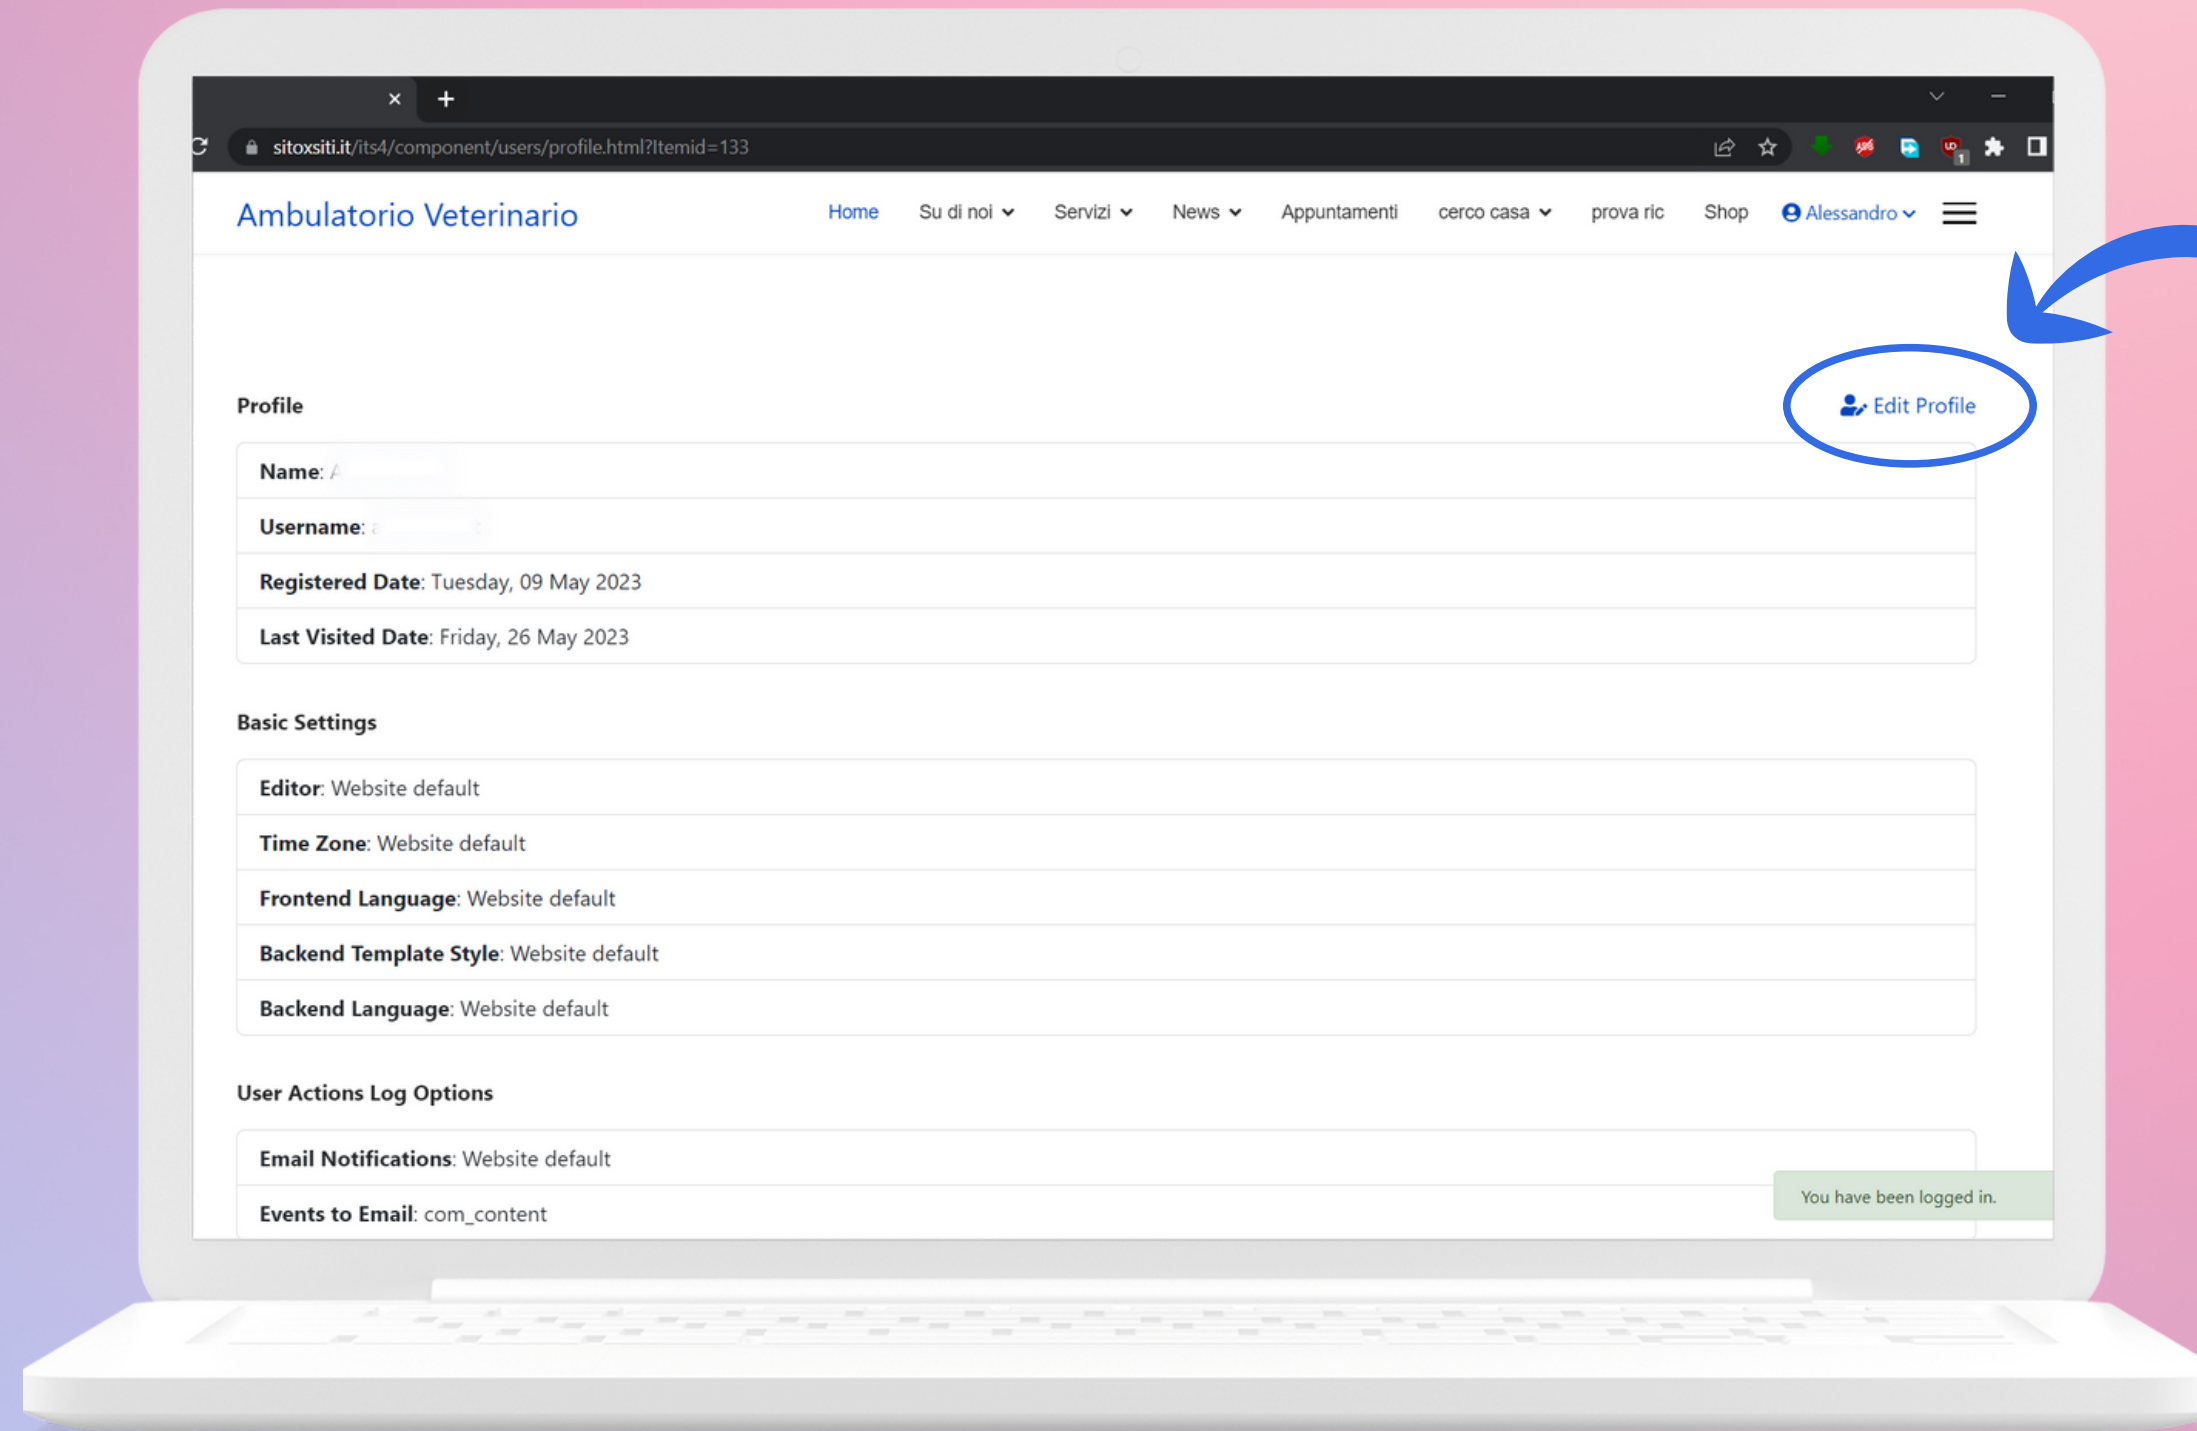 sitoxsiti.it/its4/component/users/profile.html?Itemid=133
1
Ambulatorio Veterinario Home Su di noi Servizi News Appuntamenti cerco casa prova ric Shop Alessandro
Profile Edit Profile
Name:
Username:
Registered Date: Tuesday, 09 May 2023
Last Visited Date: Friday, 26 May 2023
Basic Settings
Editor: Website default
Time Zone: Website default
Frontend Language: Website default
Backend Template Style: Website default
Backend Language: Website default
User Actions Log Options
Email Notifications: Website default
You have been logged in.
Events to Email: com_content